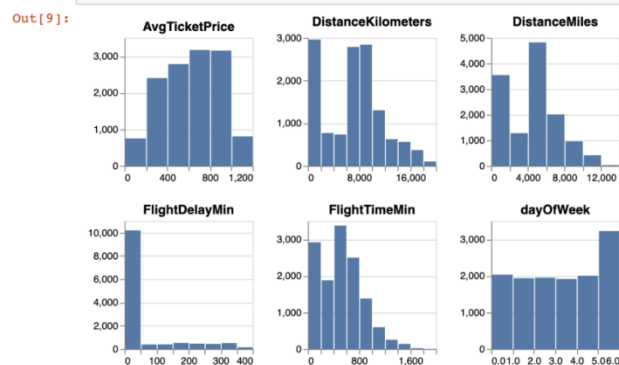 Out[9]:
AvgTicketPrice
3,000
2,000
1,000
0
0 400 800 1,200
DistanceKilometers
3,000
2,000
1,000
0
0 8,000 16,000
DistanceMiles
5,000
4,000
3,000
2,000
1,000
0
0 4,000 8,000 12,000
FlightDelayMin
10,000
8,000
6,000
4,000
2,000
0
0 100 200 300 400
FlightTimeMin
3,000
2,000
1,000
0
0 800 1,600
dayOfWeek
3,000
2,000
1,000
0
0.0 1.0 2.0 3.0 4.0 5.0 6.0